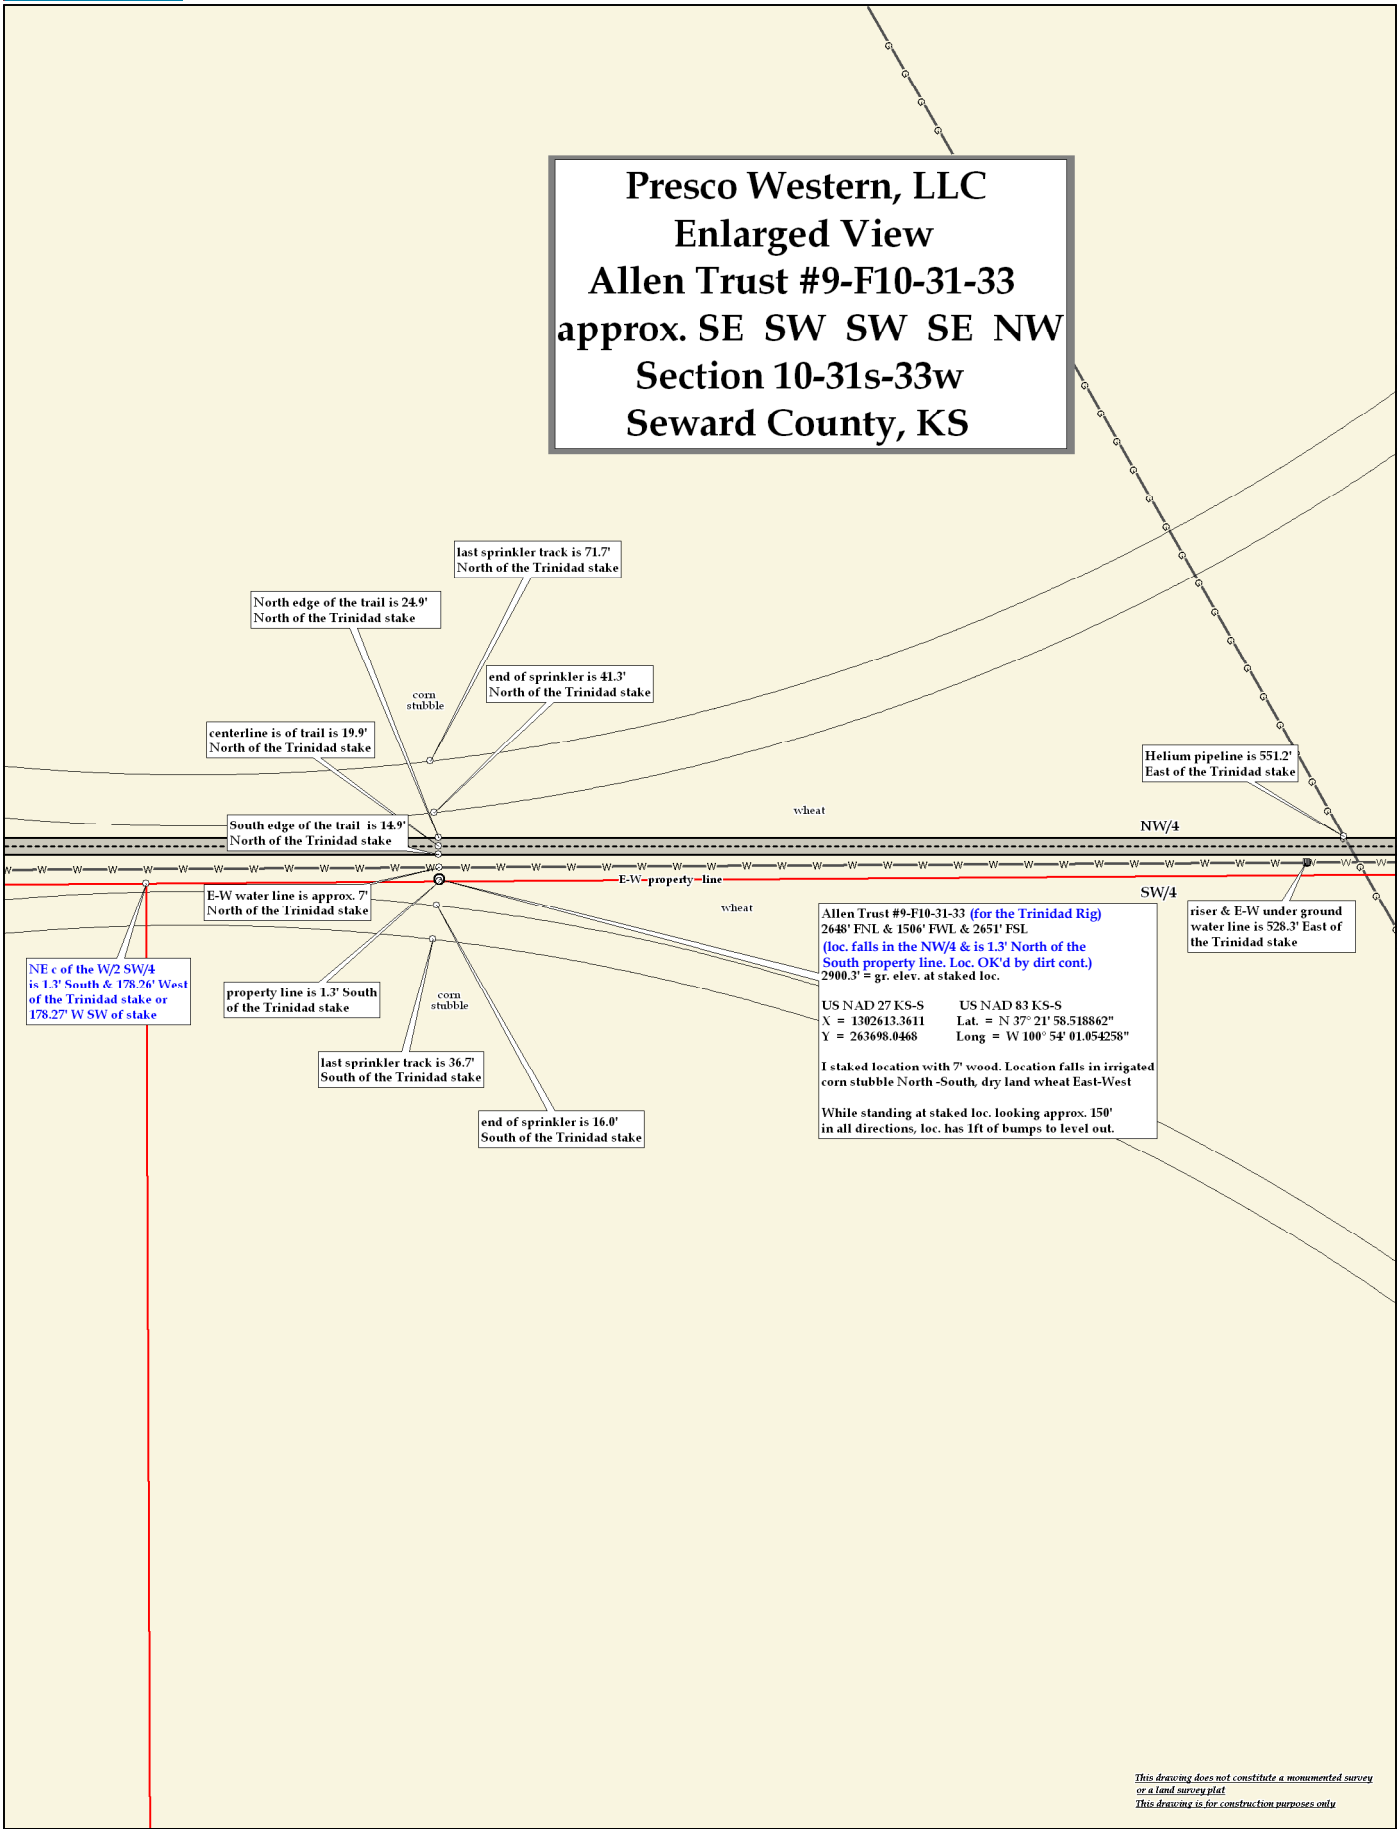 Presco Western, LLC
Enlarged View
Allen Trust #9-F10-31-33
approx. SE SW SW SE NW
Section 10-31s-33w
Seward County, KS
last sprinkler track is 71.7'
North of the Trinidad stake
North edge of the trail is 24.9'
North of the Trinidad stake
end of sprinkler is 41.3'
North of the Trinidad stake
corn
stubble
centerline is of trail is 19.9'
North of the Trinidad stake
Helium pipeline is 551.2'
East of the Trinidad stake
wheat
South edge of the trail is 14.9'
North of the Trinidad stake
NW/4
E-W property line
SW/4
E-W water line is approx. 7'
North of the Trinidad stake
wheat
riser & E-W under ground
water line is 528.3' East of
the Trinidad stake
Allen Trust #9-F10-31-33 (for the Trinidad Rig)
2648' FNL & 1506' FWL & 2651' FSL
(loc. falls in the NW/4 & is 1.3' North of the
South property line. Loc. OK'd by dirt cont.)
2900.3' = gr. elev. at staked loc.
US NAD 27 KS-S US NAD 83 KS-S
X = 1302613.3611 Lat. = N 37° 21' 58.518862"
Y = 263698.0468 Long = W 100° 54' 01.054258"
I staked location with 7' wood. Location falls in irrigated
corn stubble North -South, dry land wheat East-West
While standing at staked loc. looking approx. 150'
in all directions, loc. has 1ft of bumps to level out.
NE c of the W/2 SW/4
is 1.3' South & 178.26' West
of the Trinidad stake or
178.27' W SW of stake
property line is 1.3' South
of the Trinidad stake
corn
stubble
last sprinkler track is 36.7'
South of the Trinidad stake
end of sprinkler is 16.0'
South of the Trinidad stake
This drawing does not constitute a monumented survey
or a land survey plat
This drawing is for construction purposes only